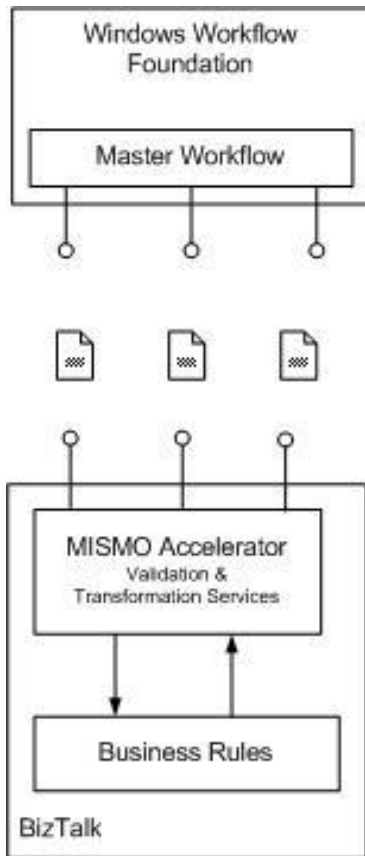 Windows Workflow
Foundation
Master Workflow
MISMO Accelerator
Validation &
Transformation Services
Business Rules
BizTalk